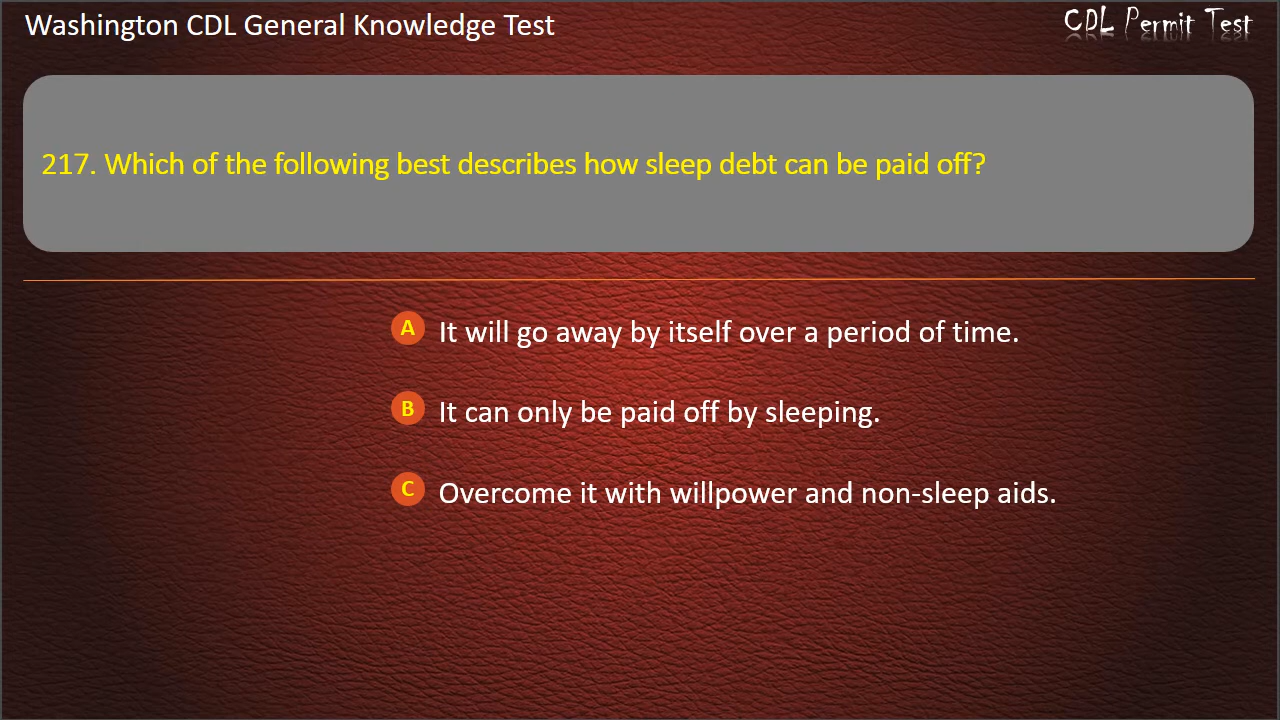 Washington CDL General Knowledge Test
CDL Permit Test
217. Which of the following best describes how sleep debt can be paid off?
A It will go away by itself over a period of time.
B It can only be paid off by sleeping.
C Overcome it with willpower and non-sleep aids.